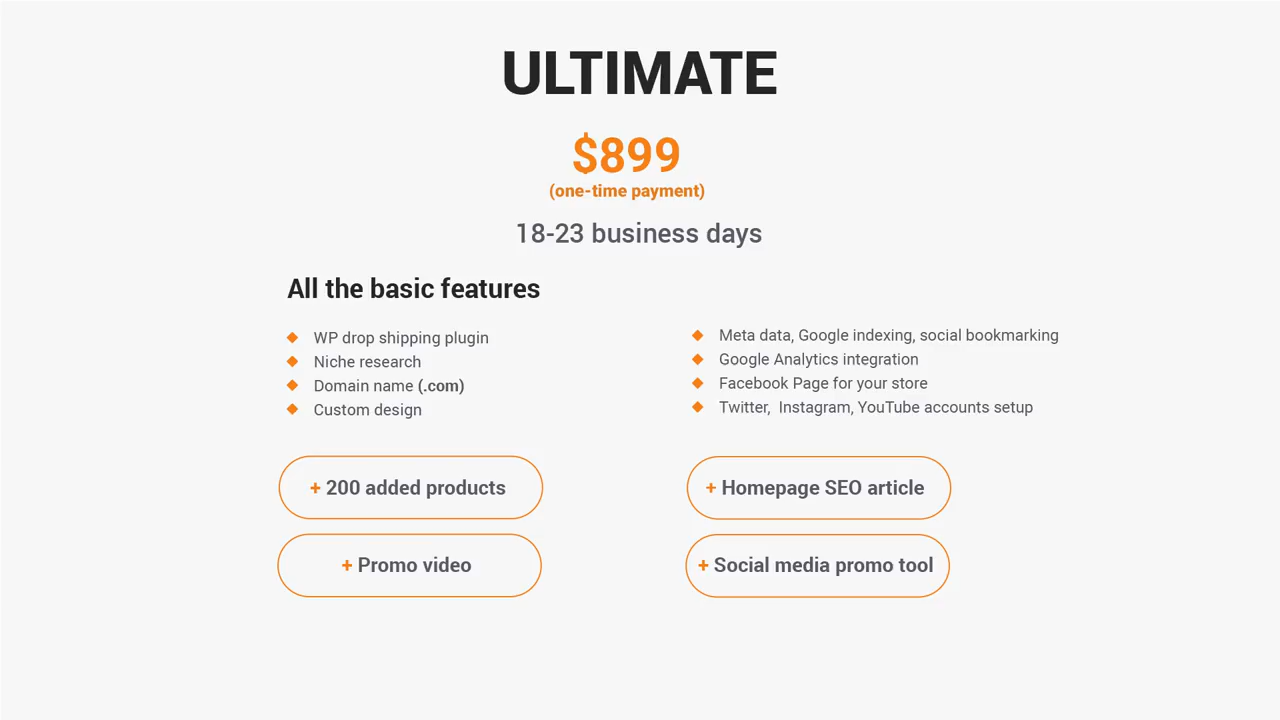 ULTIMATE
$899
(one-time payment)
18-23 business days
All the basic features
WP drop shipping plugin
Niche research
Domain name (.com)
Custom design
Meta data, Google indexing, social bookmarking
Google Analytics integration
Facebook Page for your store
Twitter,  Instagram, YouTube accounts setup
+ 200 added products
+ Homepage SEO article
+ Promo video
+ Social media promo tool